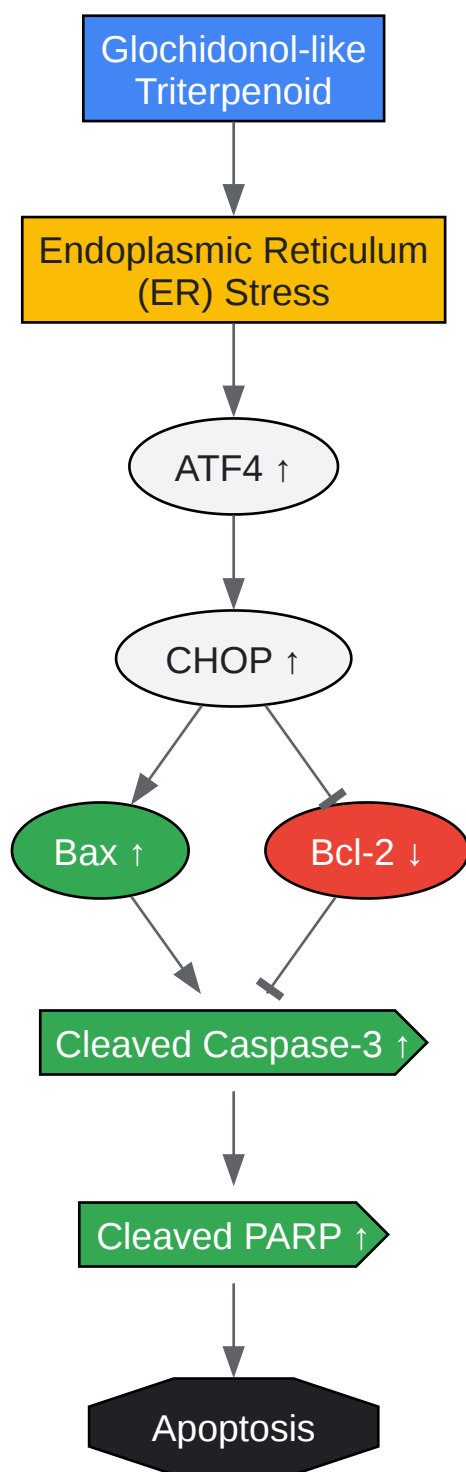 Glochidonol-like
Triterpenoid
Endoplasmic Reticulum
(ER) Stress
ATF4 ↑
CHOP ↑
Bax ↑
Bcl-2 ↓
Cleaved Caspase-3 ↑
Cleaved PARP ↑
Apoptosis